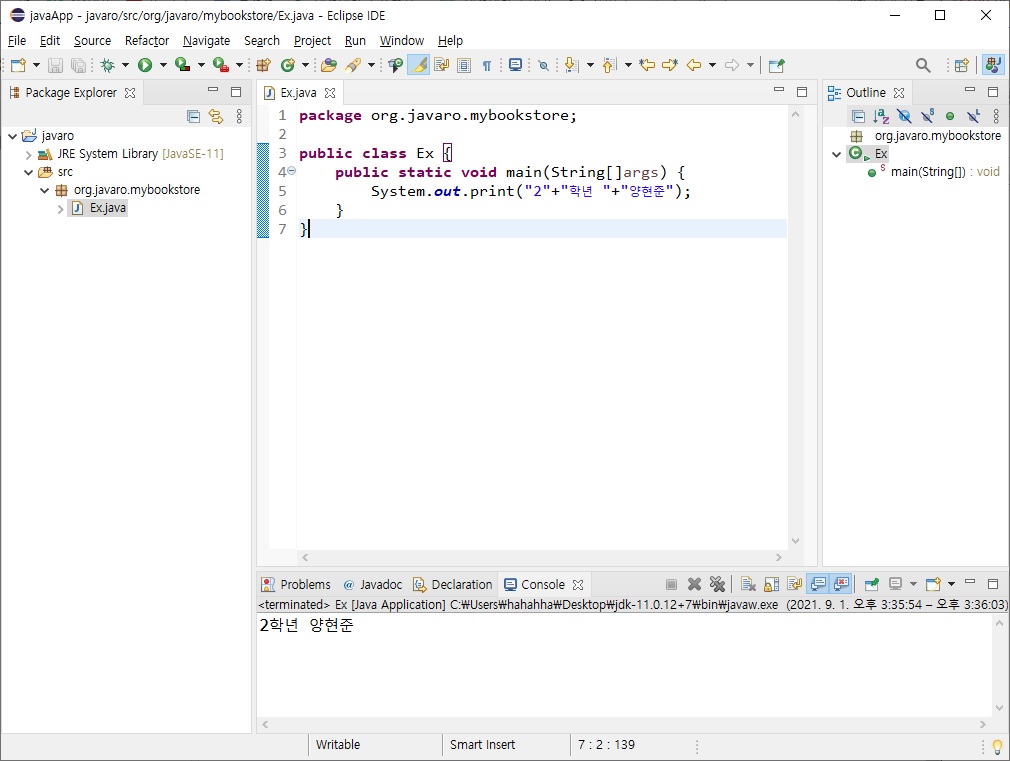 javaApp - javaro/src/org/javaro/mybookstore/Ex.java - Eclipse IDE
File Edit Source Refactor Navigate Search Project Run Window Help
Package Explorer
javaro
JRE System Library [JavaSE-11]
src
org.javaro.mybookstore
Ex.java
Ex.java
1 package org.javaro.mybookstore;
2
3 public class Ex {
4 public static void main(String[]args) {
5 System.out.print("2"+"학년 "+"양현준");
6 }
7 }
Outline
org.javaro.mybookstore
Ex
main(String[]) : void
Problems @ Javadoc Declaration Console
<terminated> Ex [Java Application] C:₩Users₩hahahha₩Desktop₩jdk-11.0.12+7₩bin₩javaw.exe (2021. 9. 1. 오후 3:35:54 – 오후 3:36:03)
2학년 양현준
Writable Smart Insert 7 : 2 : 139